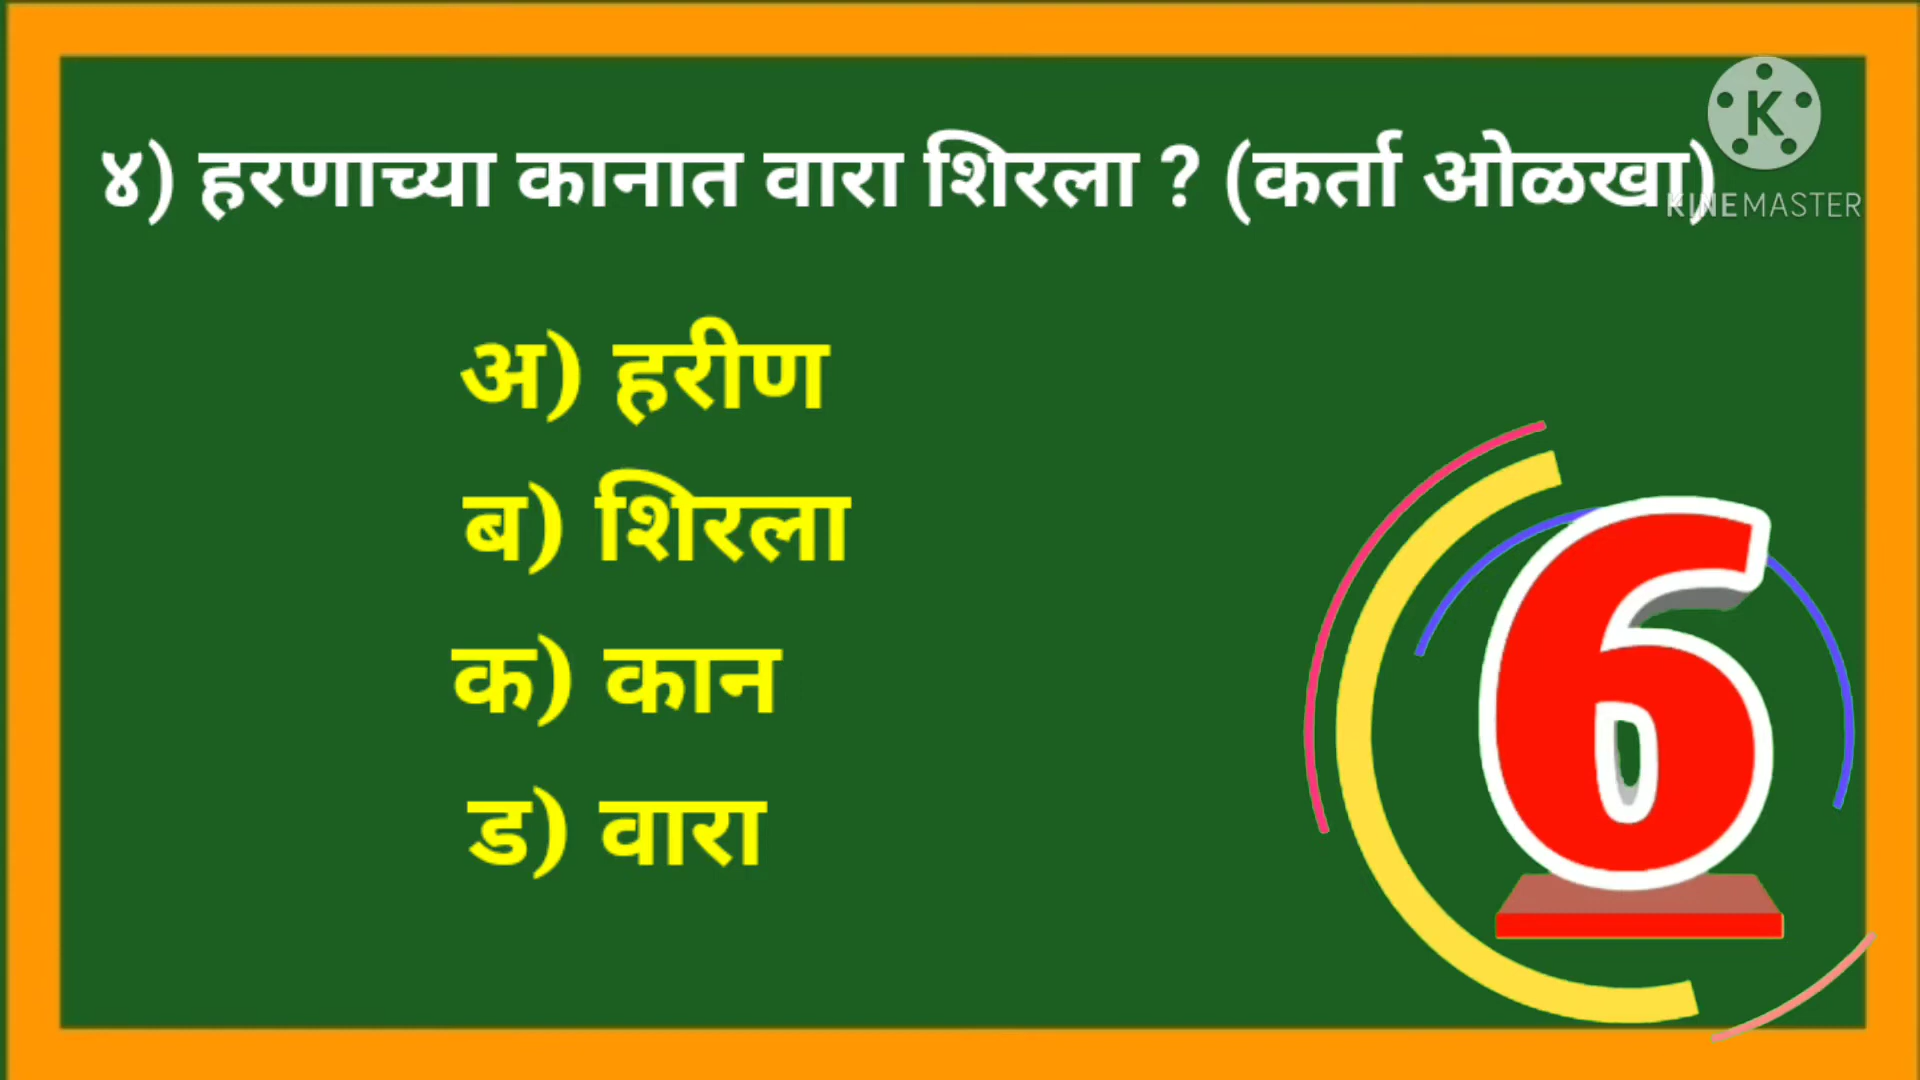 ४) हरणाच्या कानात वारा शिरला ? (कर्ता ओळखा)
K
KINEMASTER
अ) हरीण
ब) शिरला
क) कान
ड) वारा
6